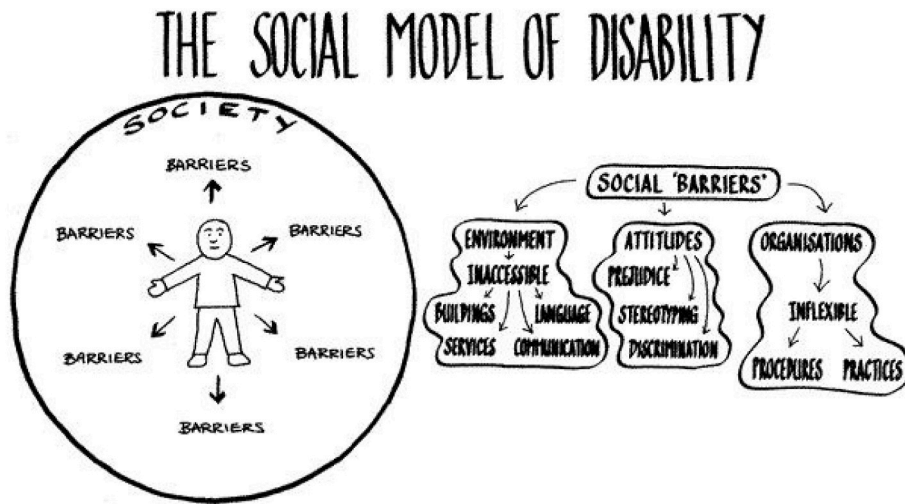 THE SOCIAL MODEL OF DISABILITY
SOCIETY
BARRIERS
BARRIERS
BARRIERS
BARRIERS
BARRIERS
BARRIERS
SOCIAL 'BARRIERS'
ENVIRONMENT
INACCESSIBLE
BUILDINGS
LANGUAGE
SERVICES
COMMUNICATION
ATTITUDES
PREJUDICE
STEREOTYPING
DISCRIMINATION
ORGANISATIONS
INFLEXIBLE
PROCEDURES
PRACTICES